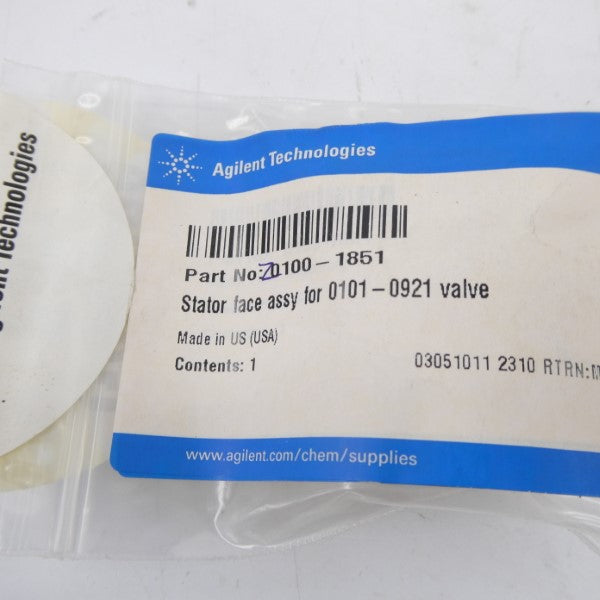 Technologies
Agilent Technologies
Part No: 0100-1851
Stator face assy for 0101-0921 valve
Made in US (USA)
Contents: 1
03051011 2310 RTRN:M
www.agilent.com/chem/supplies